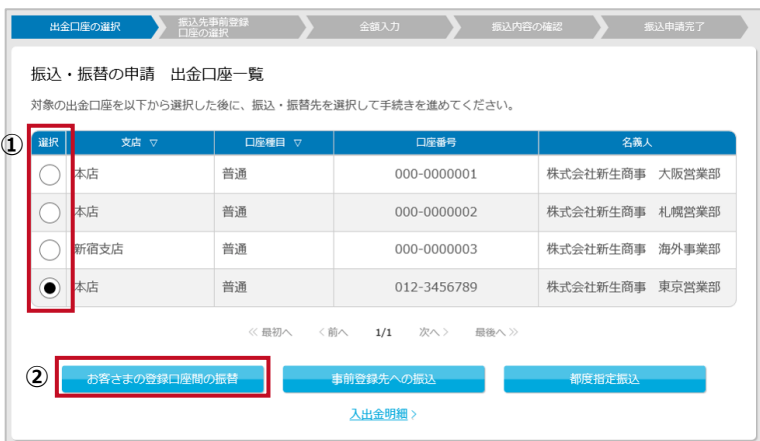 出金口座の選択 振込先事前登録 金額入力 振込内容の確認 振込申請完了
口座の選択
振込・振替の申請　出金口座一覧
対象の出金口座を以下から選択した後に、振込・振替先を選択して手続きを進めてください。
①
選択 支店 ▽ 口座種目 ▽ 口座番号 名義人
本店 普通 000-0000001 株式会社新生商事　大阪営業部
本店 普通 000-0000002 株式会社新生商事　札幌営業部
新宿支店 普通 000-0000003 株式会社新生商事　海外事業部
本店 普通 012-3456789 株式会社新生商事　東京営業部
≪ 最初へ ＜前へ 1/1 次へ＞ 最後へ ≫
② お客さまの登録口座間の振替 事前登録先への振込 都度指定振込
入出金明細 ＞